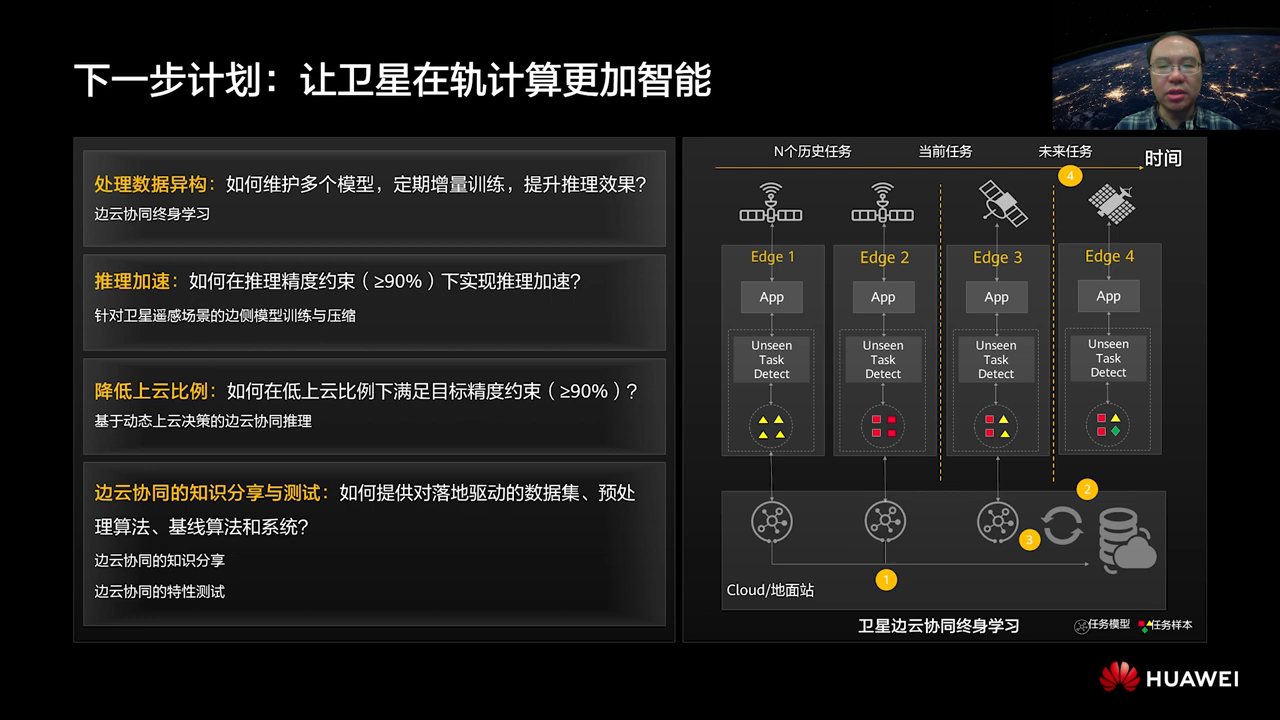 下一步计划：让卫星在轨计算更加智能
处理数据异构：如何维护多个模型，定期增量训练，提升推理效果?
边云协同终身学习
推理加速：如何在推理精度约束（≥90%）下实现推理加速?
针对卫星遥感场景的边侧模型训练与压缩
降低上云比例：如何在低上云比例下满足目标精度约束（≥90%）?
基于动态上云决策的边云协同推理
边云协同的知识分享与测试：如何提供对落地驱动的数据集、预处
理算法、基线算法和系统?
边云协同的知识分享
边云协同的特性测试
N个历史任务 当前任务 未来任务 时间
4
Edge 1 Edge 2 Edge 3 Edge 4
App App App App
Unseen Unseen Unseen Unseen
Task Task Task Task
Detect Detect Detect Detect
2
3
1
Cloud/地面站
卫星边云协同终身学习
任务模型 任务样本
HUAWEI